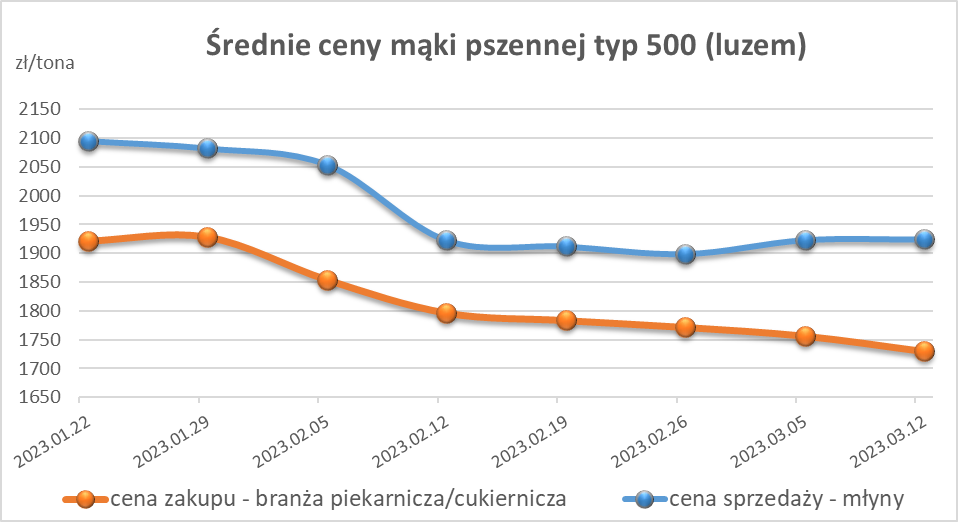 Średnie ceny mąki pszennej typ 500 (luzem)
zł/tona
2150
2100
2050
2000
1950
1900
1850
1800
1750
1700
1650
2023.01.22 2023.01.29 2023.02.05 2023.02.12 2023.02.19 2023.02.26 2023.03.05 2023.03.12
cena zakupu - branża piekarnicza/cukiernicza cena sprzedaży - młyny